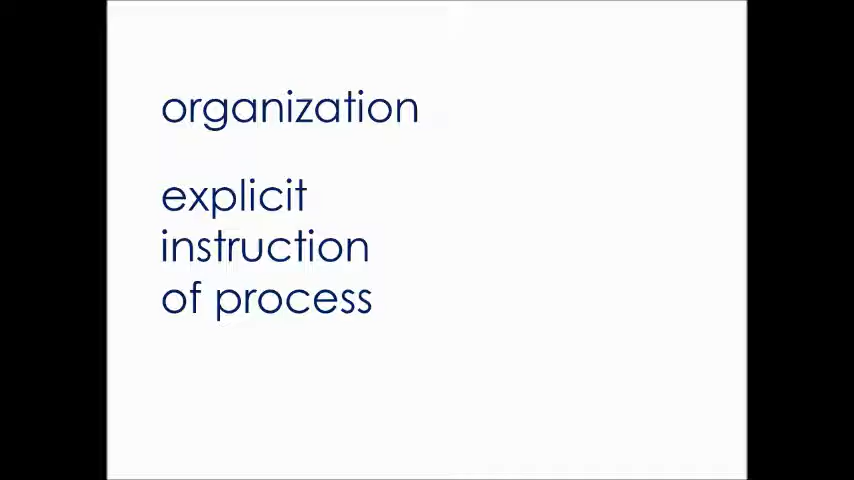 organization
explicit
instruction
of process